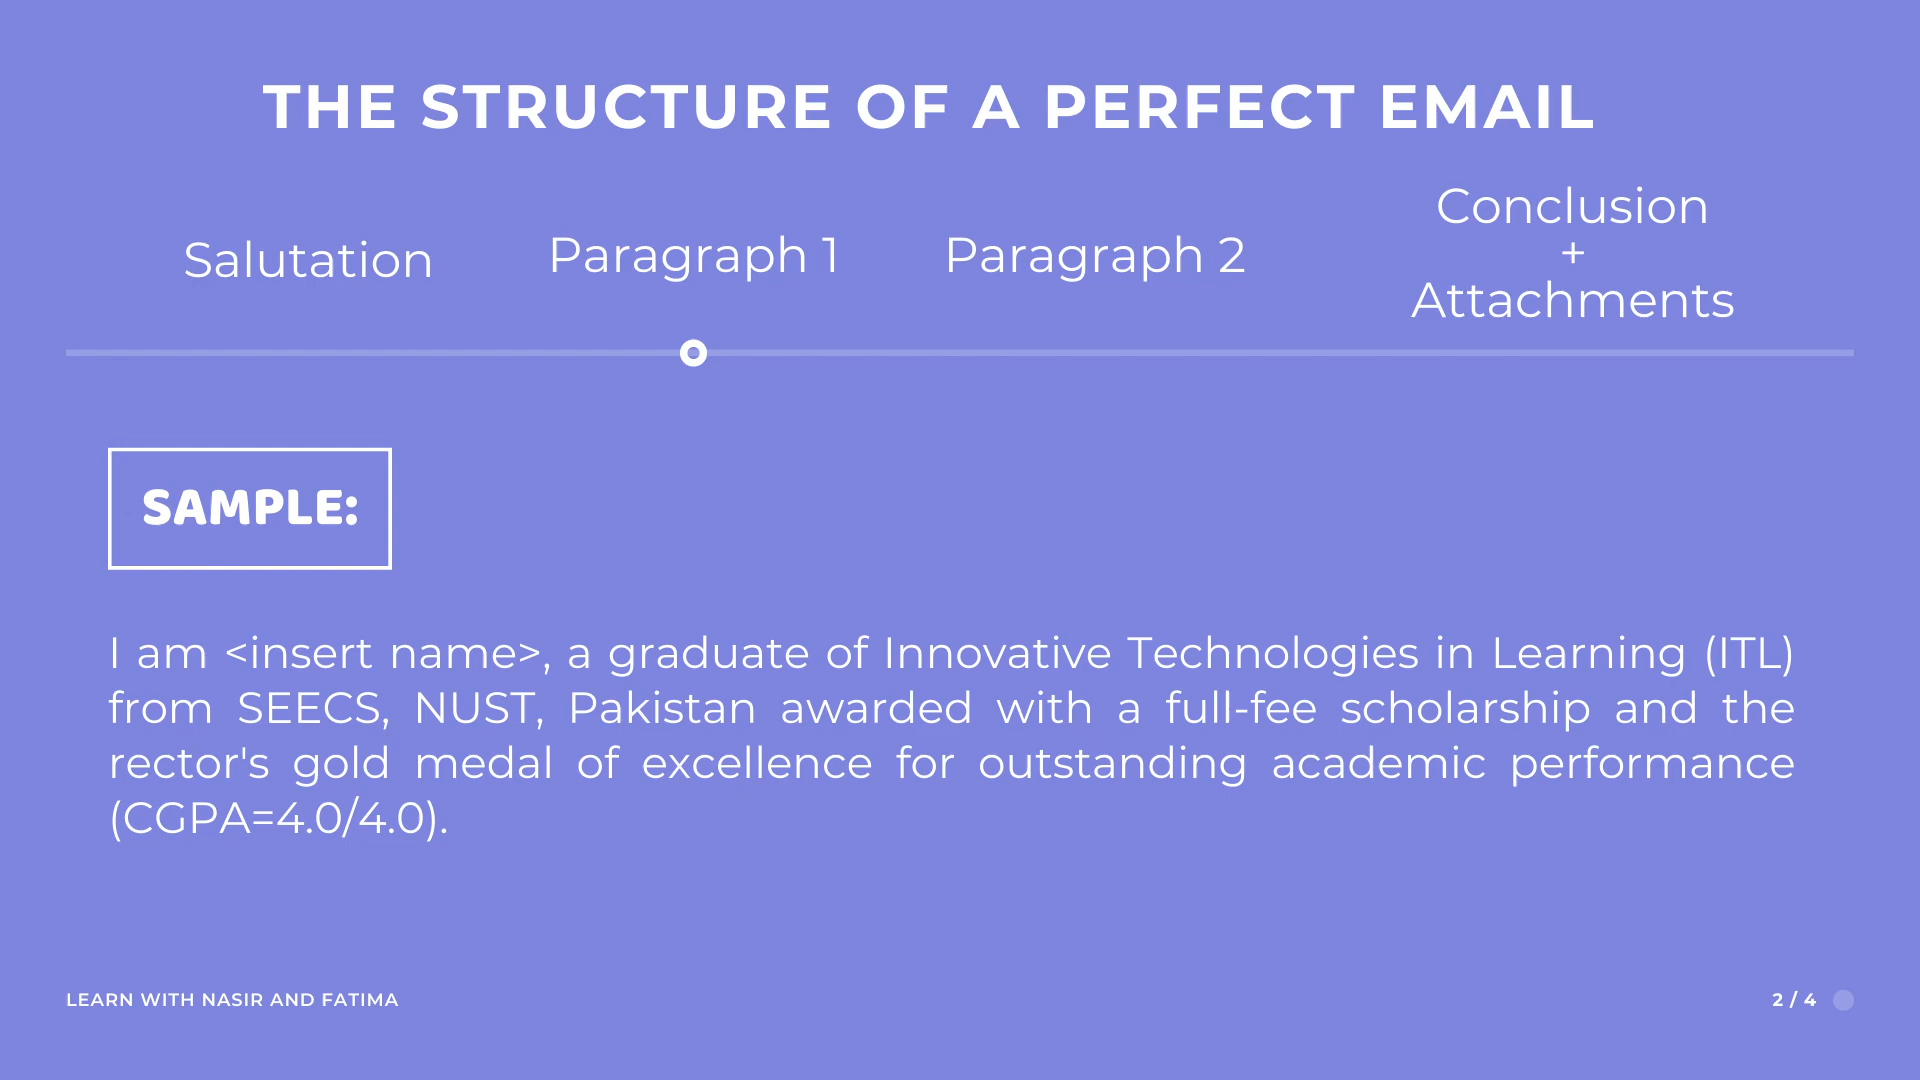 THE STRUCTURE OF A PERFECT EMAIL
Salutation
Paragraph 1
Paragraph 2
Conclusion
+
Attachments
SAMPLE:
I am <insert name>, a graduate of Innovative Technologies in Learning (ITL)
from SEECS, NUST, Pakistan awarded with a full-fee scholarship and the
rector's gold medal of excellence for outstanding academic performance
(CGPA=4.0/4.0).
LEARN WITH NASIR AND FATIMA
2 / 4